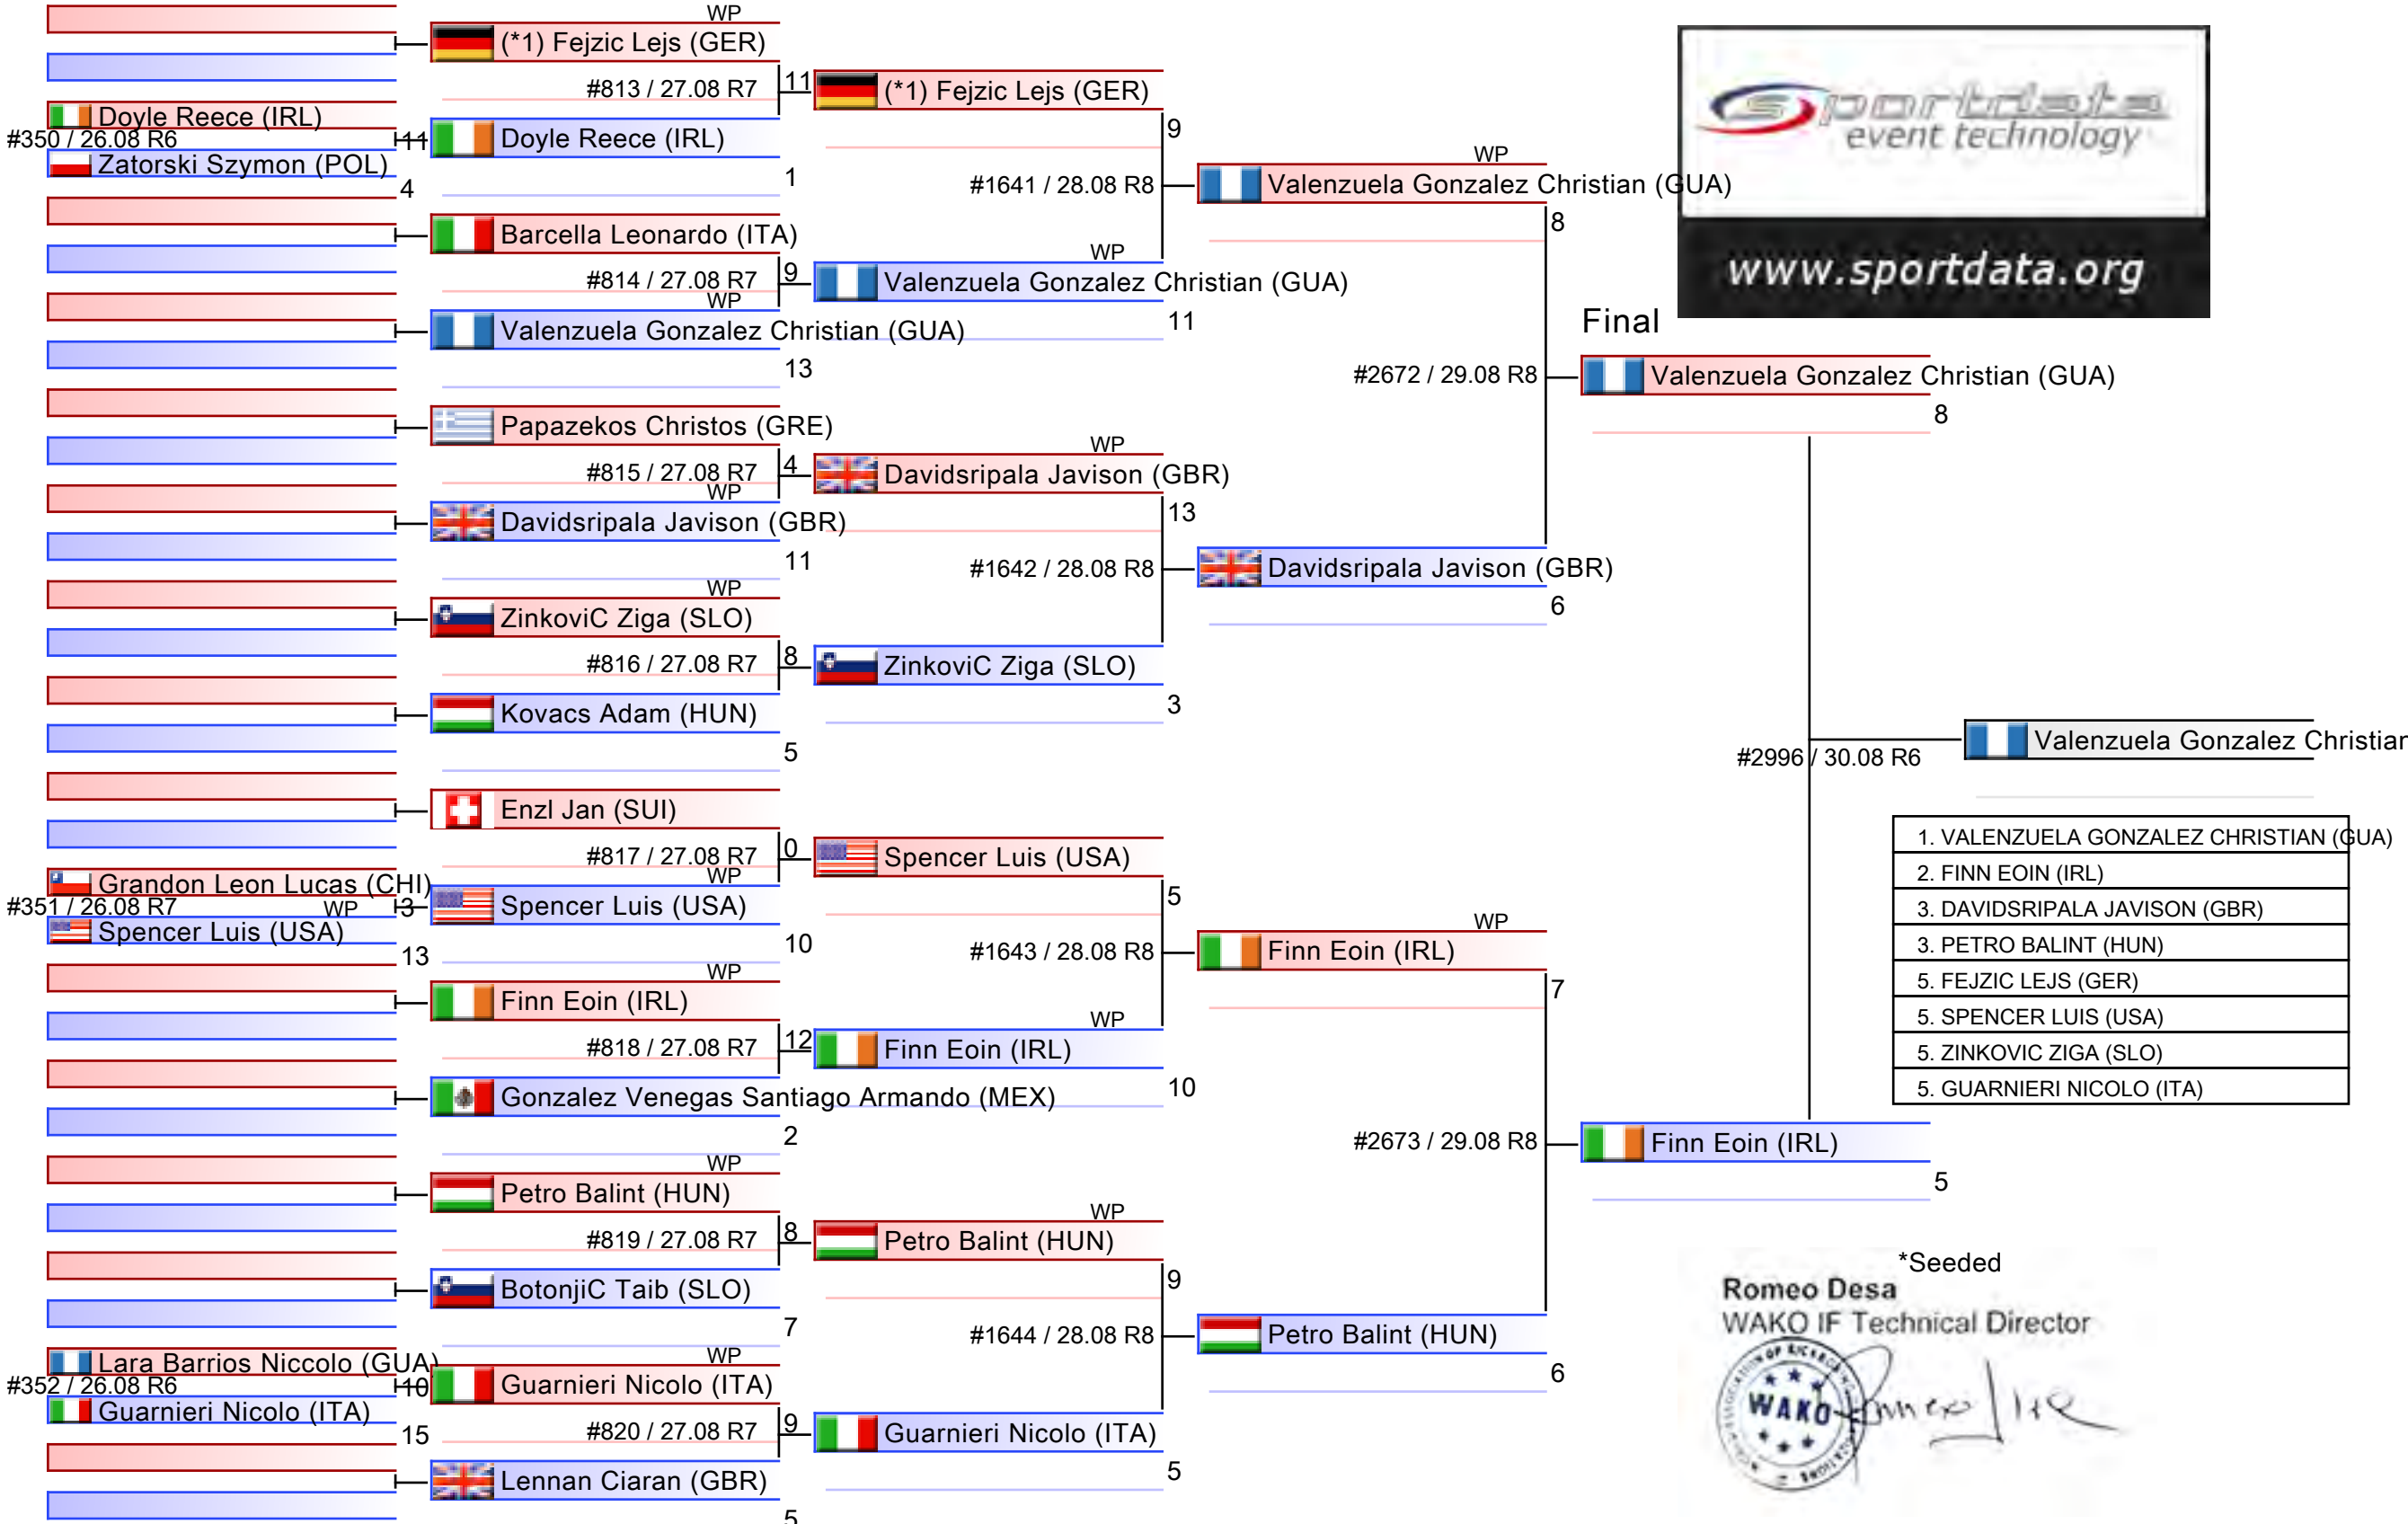 WP
(*1) Fejzic Lejs (GER)
#813 / 27.08 R7
11
(*1) Fejzic Lejs (GER)
Doyle Reece (IRL)
#350 / 26.08 R6
11
Zatorski Szymon (POL)
4
Doyle Reece (IRL)
1
9
#1641 / 28.08 R8
WP
Valenzuela Gonzalez Christian (GUA)
8
Barcella Leonardo (ITA)
#814 / 27.08 R7
9
WP
Valenzuela Gonzalez Christian (GUA)
11
WP
Valenzuela Gonzalez Christian (GUA)
13
sportdata
event technology
www.sportdata.org
Final
#2672 / 29.08 R8
Valenzuela Gonzalez Christian (GUA)
8
Papazekos Christos (GRE)
#815 / 27.08 R7
4
WP
Davidsripala Javison (GBR)
13
WP
Davidsripala Javison (GBR)
11
#1642 / 28.08 R8
Davidsripala Javison (GBR)
6
WP
ZinkoviC Ziga (SLO)
#816 / 27.08 R7
8
ZinkoviC Ziga (SLO)
3
Kovacs Adam (HUN)
5
#2996 / 30.08 R6
Valenzuela Gonzalez Christian
Enzl Jan (SUI)
#817 / 27.08 R7
0
Spencer Luis (USA)
5
Grandon Leon Lucas (CHI)
#351 / 26.08 R7
WP
3
Spencer Luis (USA)
13
WP
Spencer Luis (USA)
10
#1643 / 28.08 R8
WP
Finn Eoin (IRL)
7
WP
Finn Eoin (IRL)
#818 / 27.08 R7
12
WP
Finn Eoin (IRL)
10
Gonzalez Venegas Santiago Armando (MEX)
2
1. VALENZUELA GONZALEZ CHRISTIAN (GUA)
2. FINN EOIN (IRL)
3. DAVIDSRIPALA JAVISON (GBR)
3. PETRO BALINT (HUN)
5. FEJZIC LEJS (GER)
5. SPENCER LUIS (USA)
5. ZINKOVIC ZIGA (SLO)
5. GUARNIERI NICOLO (ITA)
#2673 / 29.08 R8
Finn Eoin (IRL)
5
WP
Petro Balint (HUN)
#819 / 27.08 R7
8
WP
Petro Balint (HUN)
9
BotonjiC Taib (SLO)
7
#1644 / 28.08 R8
Petro Balint (HUN)
6
Lara Barrios Niccolo (GUA)
#352 / 26.08 R6
10
Guarnieri Nicolo (ITA)
15
WP
Guarnieri Nicolo (ITA)
#820 / 27.08 R7
9
Guarnieri Nicolo (ITA)
5
Lennan Ciaran (GBR)
5
*Seeded
Romeo Desa
WAKO IF Technical Director
WAKO